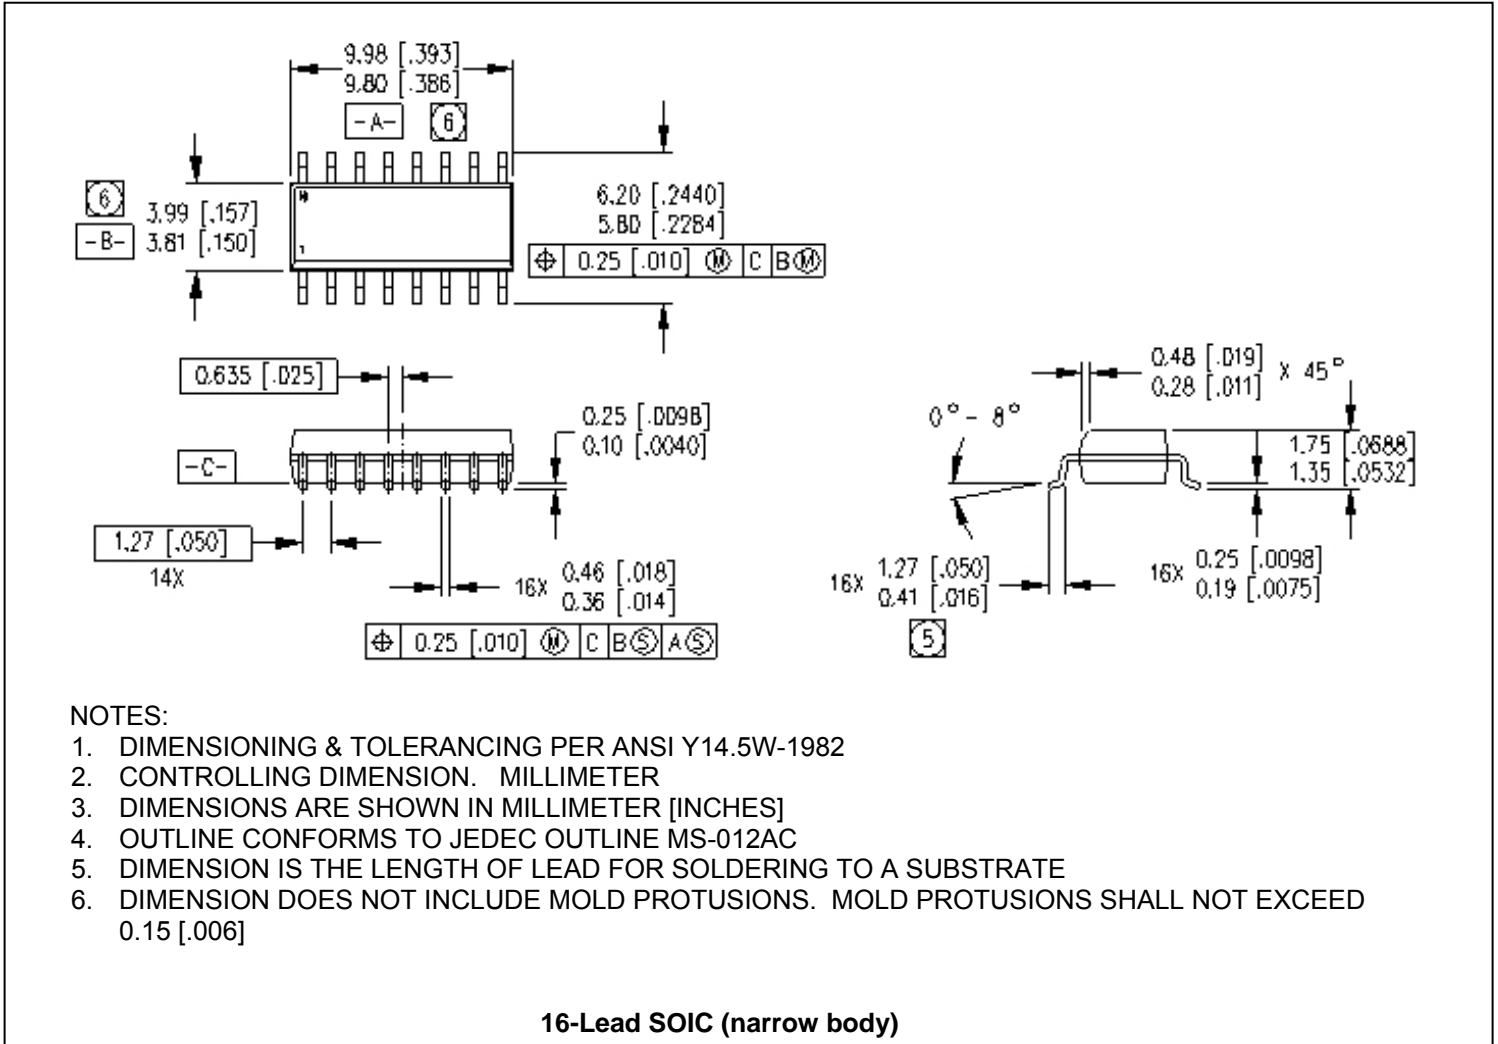 9.98 [.393]
9.80 [.386]
-A- 6
6
3.99 [.157]
-B- 3.81 [.150]
6.20 [.2440]
5.80 [.2284]
⌖ 0.25 [.010] Ⓜ C B Ⓜ
1
0.635 [.025]
0.25 [.0098]
0.10 [.0040]
-C-
1.27 [.050]
14X
16X 0.46 [.018]
0.36 [.014]
⌖ 0.25 [.010] Ⓜ C B Ⓢ A Ⓢ
0.48 [.019]
0.28 [.011] X 45°
0° - 8°
1.75 [.0688]
1.35 [.0532]
16X 1.27 [.050]
0.41 [.016]
5
16X 0.25 [.0098]
0.19 [.0075]
NOTES:
1. DIMENSIONING & TOLERANCING PER ANSI Y14.5W-1982
2. CONTROLLING DIMENSION. MILLIMETER
3. DIMENSIONS ARE SHOWN IN MILLIMETER [INCHES]
4. OUTLINE CONFORMS TO JEDEC OUTLINE MS-012AC
5. DIMENSION IS THE LENGTH OF LEAD FOR SOLDERING TO A SUBSTRATE
6. DIMENSION DOES NOT INCLUDE MOLD PROTUSIONS. MOLD PROTUSIONS SHALL NOT EXCEED
0.15 [.006]
16-Lead SOIC (narrow body)